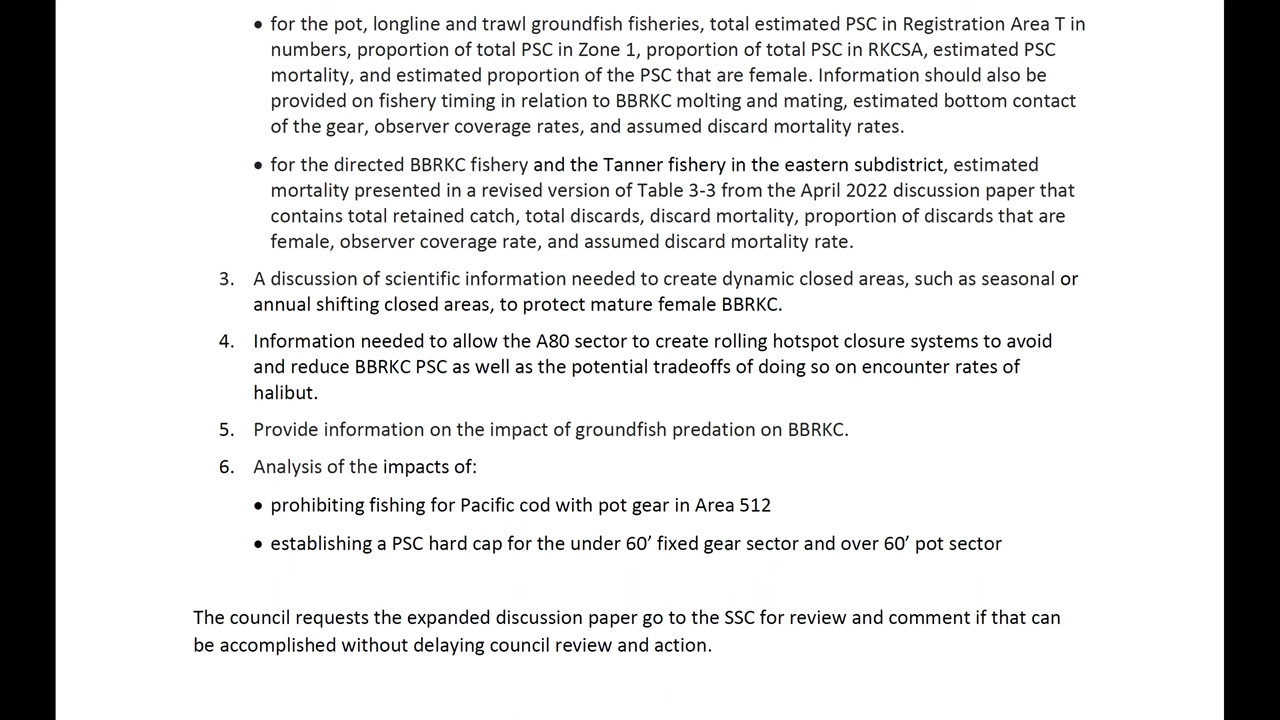 • for the pot, longline and trawl groundfish fisheries, total estimated PSC in Registration Area T in
numbers, proportion of total PSC in Zone 1, proportion of total PSC in RKCSA, estimated PSC
mortality, and estimated proportion of the PSC that are female. Information should also be
provided on fishery timing in relation to BBRKC molting and mating, estimated bottom contact
of the gear, observer coverage rates, and assumed discard mortality rates.
• for the directed BBRKC fishery and the Tanner fishery in the eastern subdistrict, estimated
mortality presented in a revised version of Table 3-3 from the April 2022 discussion paper that
contains total retained catch, total discards, discard mortality, proportion of discards that are
female, observer coverage rate, and assumed discard mortality rate.
3. A discussion of scientific information needed to create dynamic closed areas, such as seasonal or
annual shifting closed areas, to protect mature female BBRKC.
4. Information needed to allow the A80 sector to create rolling hotspot closure systems to avoid
and reduce BBRKC PSC as well as the potential tradeoffs of doing so on encounter rates of
halibut.
5. Provide information on the impact of groundfish predation on BBRKC.
6. Analysis of the impacts of:
• prohibiting fishing for Pacific cod with pot gear in Area 512
• establishing a PSC hard cap for the under 60’ fixed gear sector and over 60’ pot sector
The council requests the expanded discussion paper go to the SSC for review and comment if that can
be accomplished without delaying council review and action.